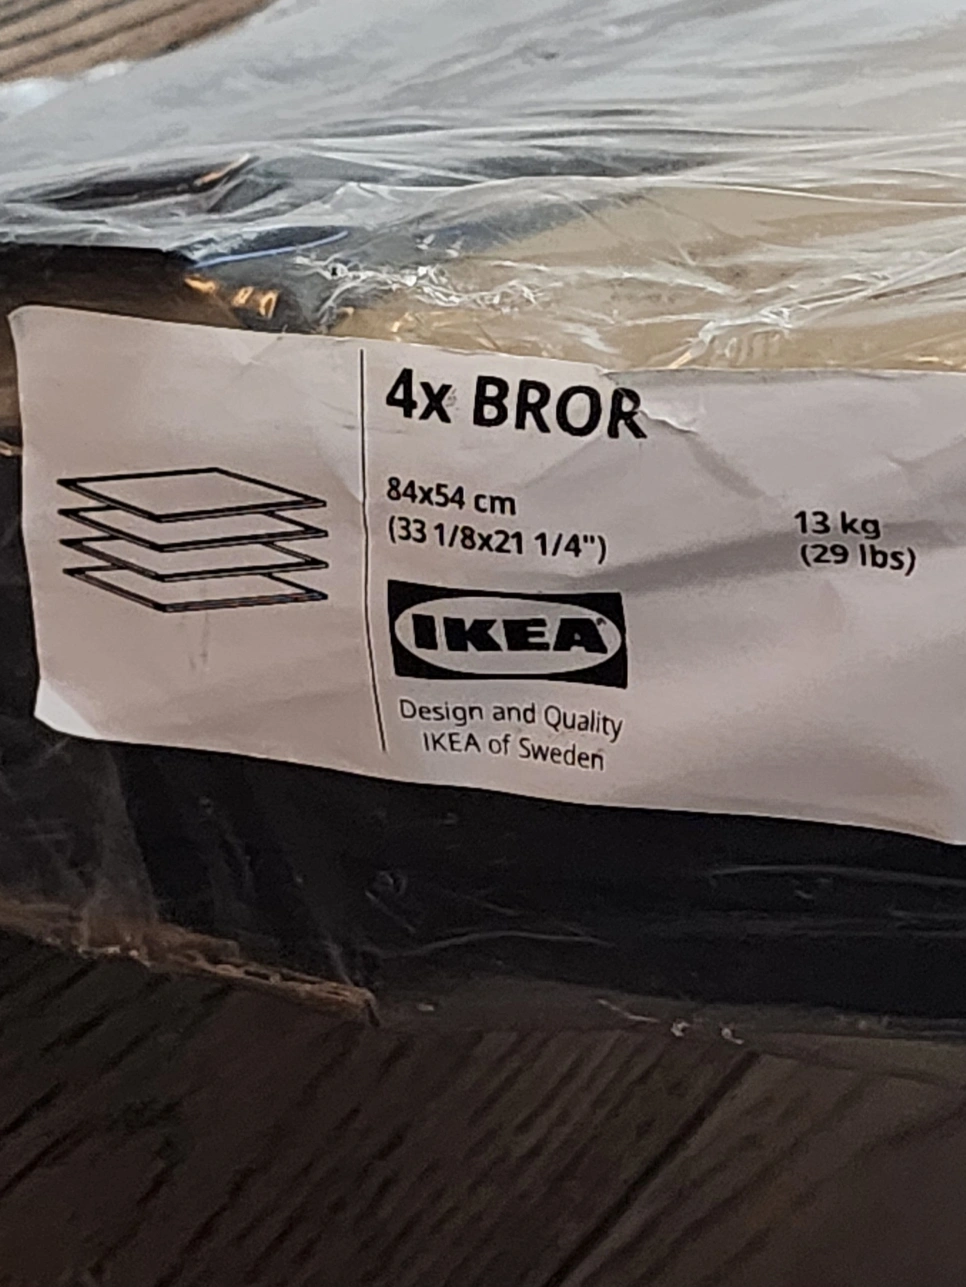 4x BROR
84x54 cm
(33 1/8x21 1/4")
13 kg
(29 lbs)
IKEA
Design and Quality
IKEA of Sweden